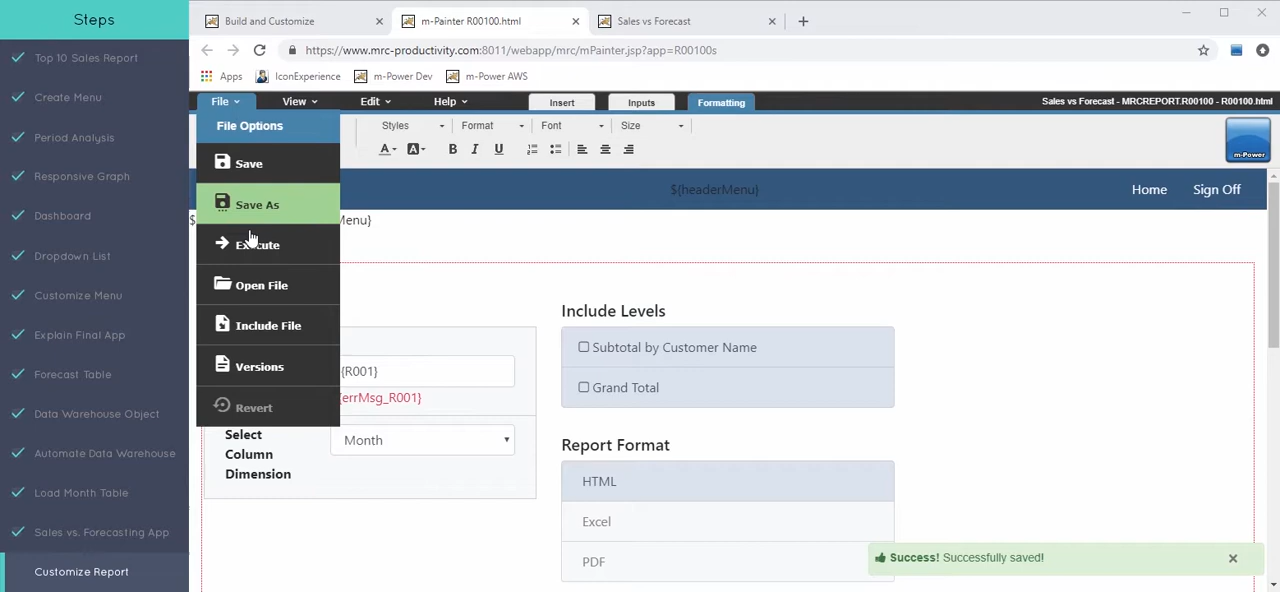 Steps
Top 10 Sales Report
Create Menu
Period Analysis
Responsive Graph
Dashboard
Dropdown List
Customize Menu
Explain Final App
Forecast Table
Data Warehouse Object
Automate Data Warehouse
Load Month Table
Sales vs. Forecasting App
Customize Report
Build and Customize
m-Painter R00100.html
Sales vs Forecast
https://www.mrc-productivity.com:8011/webapp/mrc/mPainter.jsp?app=R00100s
Apps IconExperience m-Power Dev m-Power AWS
File View Edit Help Insert Inputs Formatting
Sales vs Forecast - MRCREPORT.R00100 - R00100.html
File Options
Save
Save As
Execute
Open File
Include File
Versions
Revert
Styles Format Font Size
A A B I U
m-Power
${headerMenu}
Home Sign Off
$ Menu}
{R001}
{errMsg_R001}
Select
Column
Dimension
Month
Include Levels
Subtotal by Customer Name
Grand Total
Report Format
HTML
Excel
PDF
Success! Successfully saved!